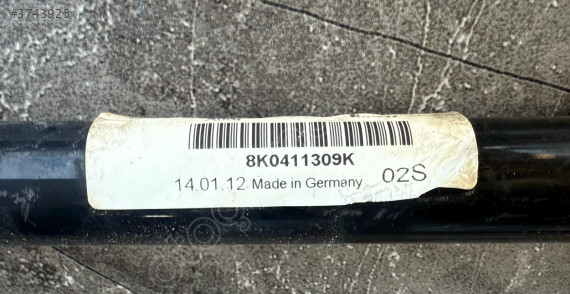 #3743925
8K0411309K
14.01.12 Made in Germany 02S